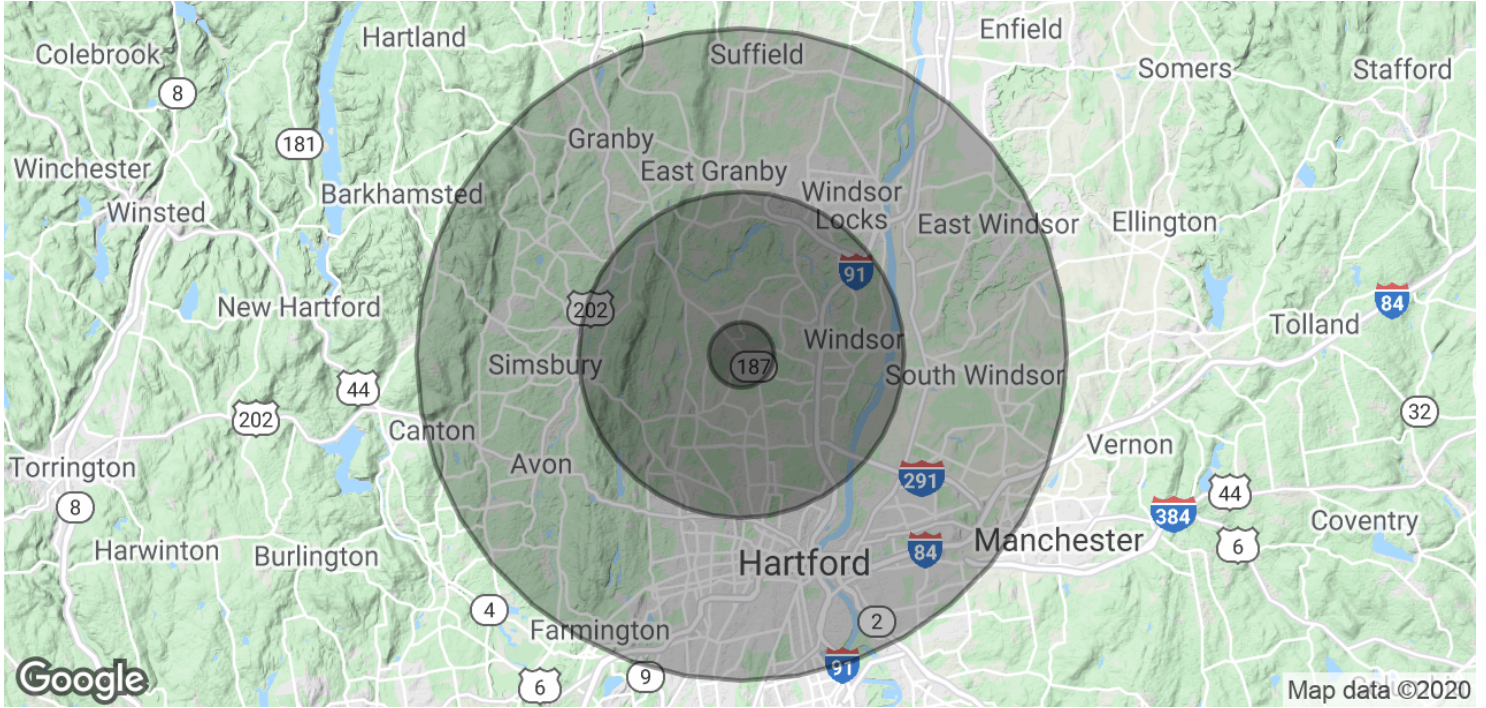 Hartland
Enfield
Colebrook
Suffield
Somers
Stafford
8
181
Granby
Winchester
East Granby
Barkhamsted
Windsor
Locks
Winsted
East Windsor
Ellington
91
84
New Hartford
202
Tolland
Windsor
Simsbury
187
South Windsor
44
202
32
Canton
Vernon
Torrington
Avon
291
44
8
384
Coventry
Manchester
6
Harwinton
Burlington
Hartford
84
4
2
Farmington
91
9
6
Google
Map data ©2020